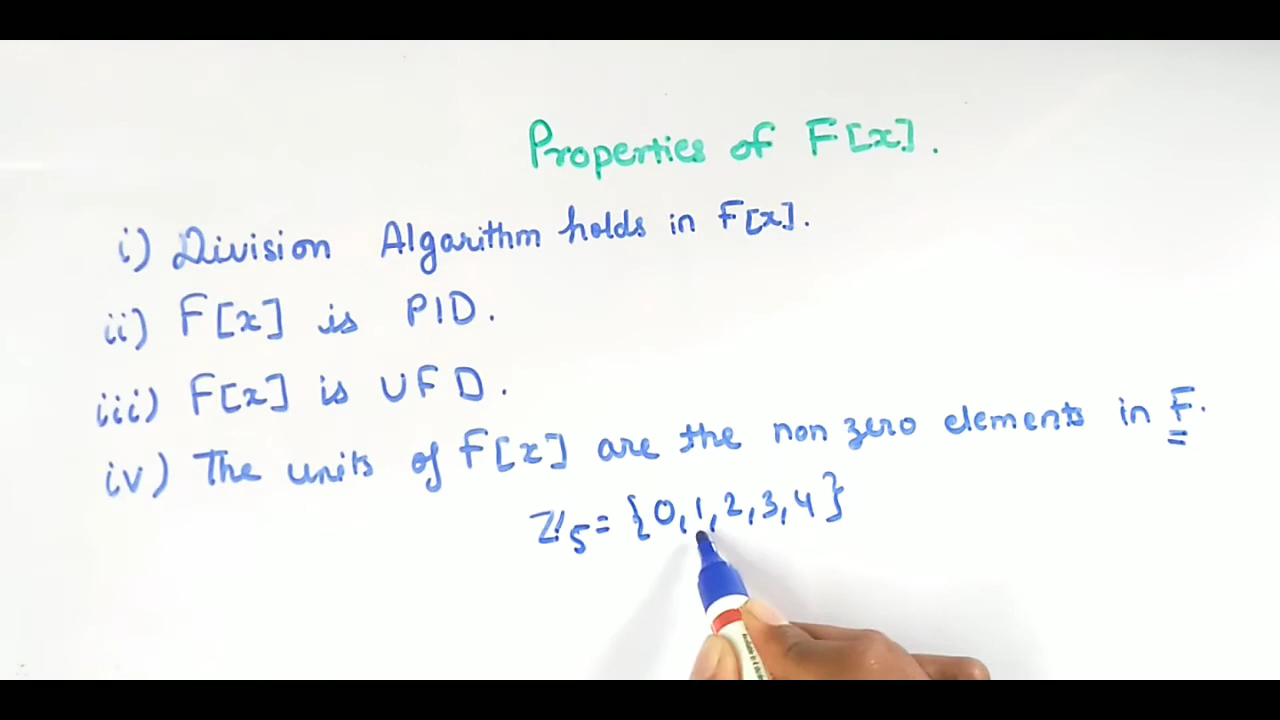 Properties of F[x].
i) Division Algorithm holds in F[x].
ii) F[x] is PID.
iii) F[x] is UFD.
iv) The units of F[x] are the non zero elements in F.
ℤ₅ = {0,1,2,3,4}